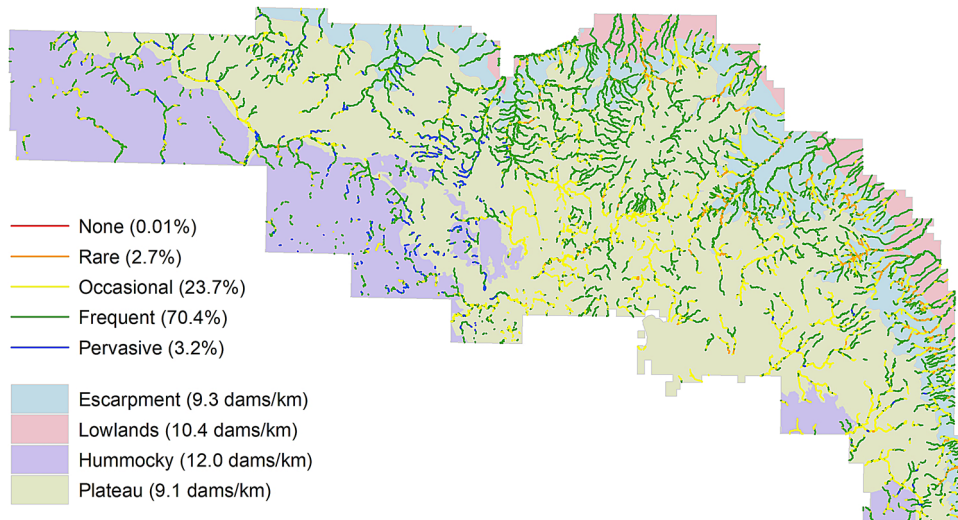 None (0.01%)
Rare (2.7%)
Occasional (23.7%)
Frequent (70.4%)
Pervasive (3.2%)
Escarpment (9.3 dams/km)
Lowlands (10.4 dams/km)
Hummocky (12.0 dams/km)
Plateau (9.1 dams/km)